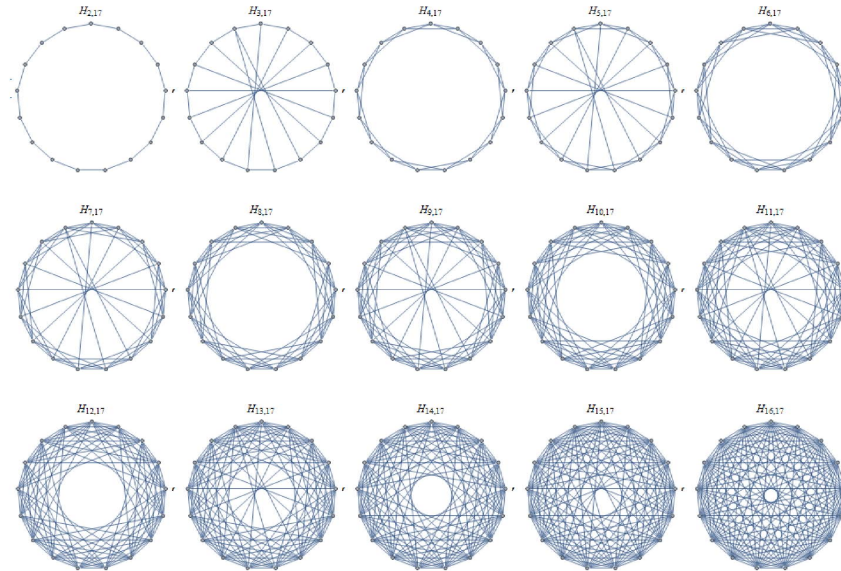 H2,17 H3,17 H4,17 H5,17 H6,17
, , , ,
H7,17 H8,17 H9,17 H10,17 H11,17
, , , ,
H12,17 H13,17 H14,17 H15,17 H16,17
, , , ,